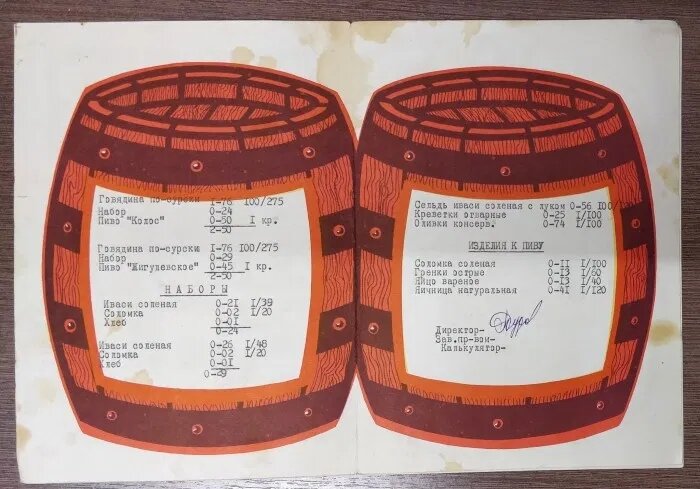 Говядина по-сурски I-76 I00/275
Набор 0-24
Пиво "Колос" 0-50 I кр.
2-50
Говядина по-сурски I-76 I00/275
Набор 0-29
Пиво "Жигулевское" 0-45 I кр.
2-50
НАБОРЫ
Иваси соленая 0-2I I/39
Соломка 0-02 I/20
Хлеб 0-0I
0-24
Иваси соленая 0-26 I/48
Соломка 0-02 I/20
Хлеб 0-0I
0-29
Сельдь иваси соленая с луком 0-56 I00/
Креветки отварные 0-25 I/I00
Оливки консерв. 0-74 I/I00
ИЗДЕЛИЯ К ПИВУ
Соломка соленая 0-II I/I00
Гренки острые 0-I3 I/60
Яйцо вареное 0-I3 I/40
Яичница натуральная 0-4I I/I20
Директор-
Зав.пр-вом-
Калькулятор-